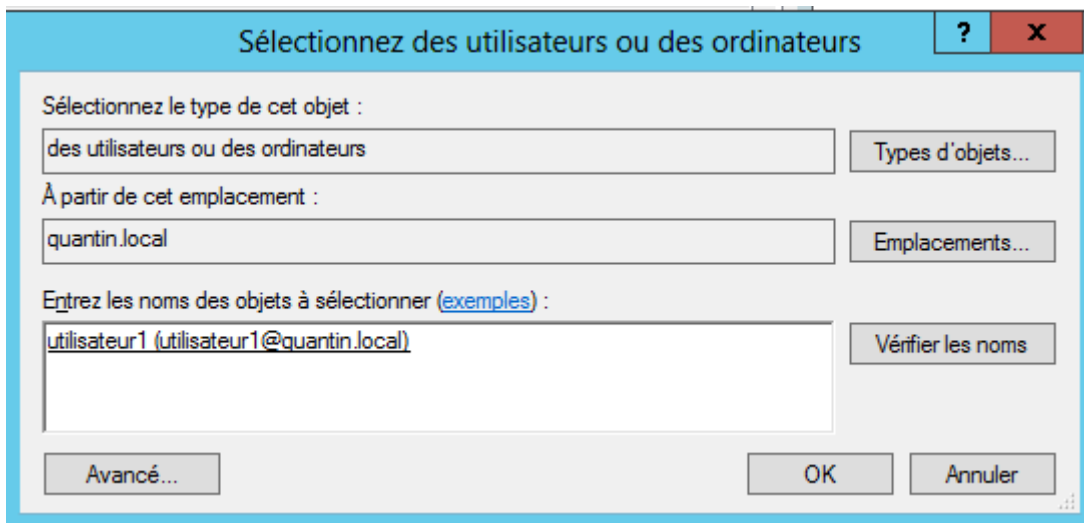 Sélectionnez des utilisateurs ou des ordinateurs
?
x
Sélectionnez le type de cet objet :
des utilisateurs ou des ordinateurs
Types d'objets...
À partir de cet emplacement :
quantin.local
Emplacements...
Entrez les noms des objets à sélectionner (exemples) :
utilisateur1 (utilisateur1@quantin.local)
Vérifier les noms
Avancé...
OK
Annuler